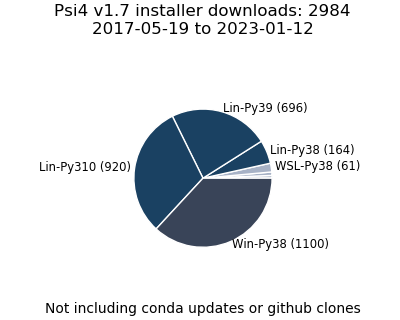 Psi4 v1.7 installer downloads: 2984
2017-05-19 to 2023-01-12
Lin-Py39 (696)
Lin-Py38 (164)
Lin-Py310 (920)
WSL-Py38 (61)
Win-Py38 (1100)
Not including conda updates or github clones